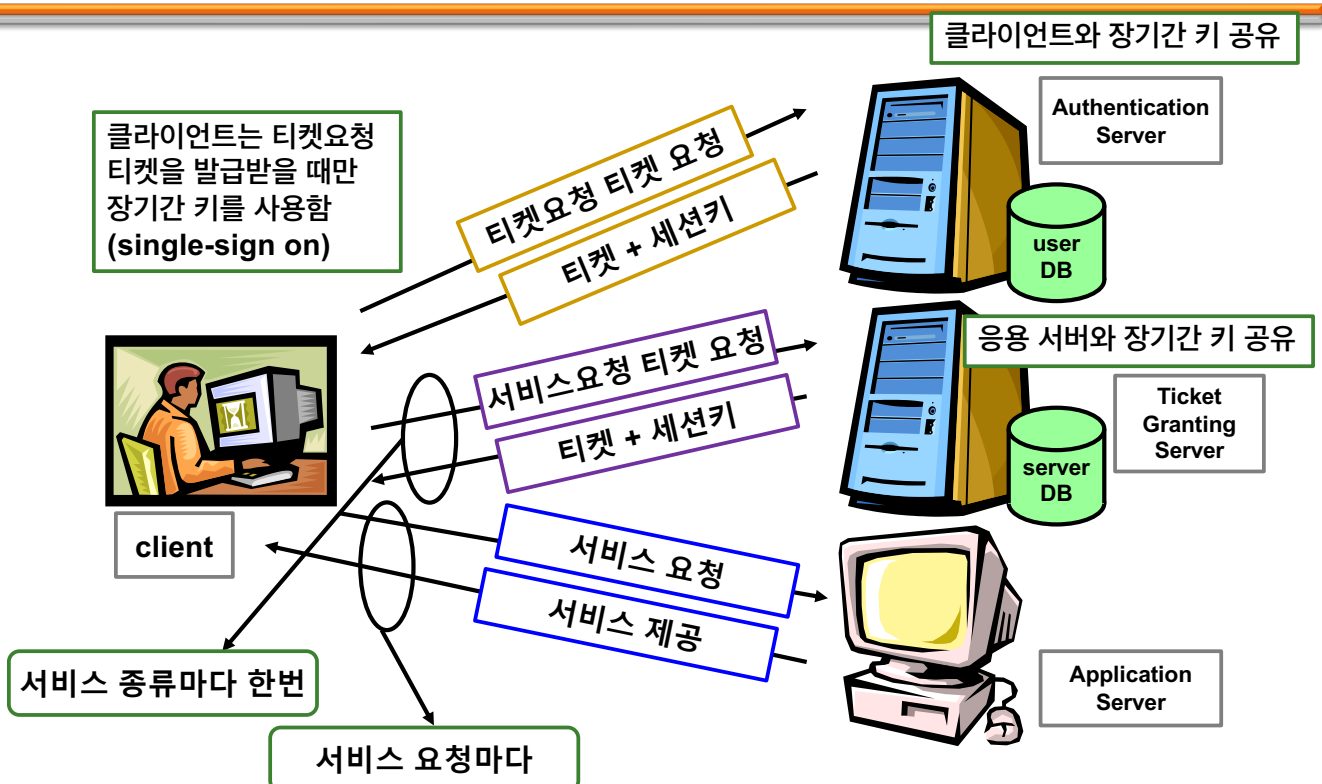 클라이언트와 장기간 키 공유
Authentication
Server
클라이언트는 티켓요청
티켓을 발급받을 때만
장기간 키를 사용함
(single-sign on)
티켓요청 티켓 요청
티켓 + 세션키
user
DB
응용 서버와 장기간 키 공유
서비스요청 티켓 요청
티켓 + 세션키
Ticket
Granting
Server
server
DB
client
서비스 요청
서비스 제공
서비스 종류마다 한번
Application
Server
서비스 요청마다